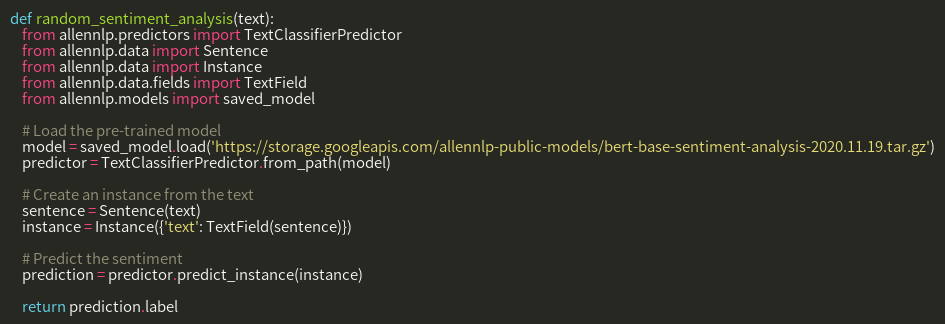 def random_sentiment_analysis(text):
    from allennlp.predictors import TextClassifierPredictor
    from allennlp.data import Sentence
    from allennlp.data import Instance
    from allennlp.data.fields import TextField
    from allennlp.models import saved_model
    # Load the pre-trained model
    model = saved_model.load('https://storage.googleapis.com/allennlp-public-models/bert-base-sentiment-analysis-2020.11.19.tar.gz')
    predictor = TextClassifierPredictor.from_path(model)
    # Create an instance from the text
    sentence = Sentence(text)
    instance = Instance({'text': TextField(sentence)})
    # Predict the sentiment
    prediction = predictor.predict_instance(instance)
    return prediction.label